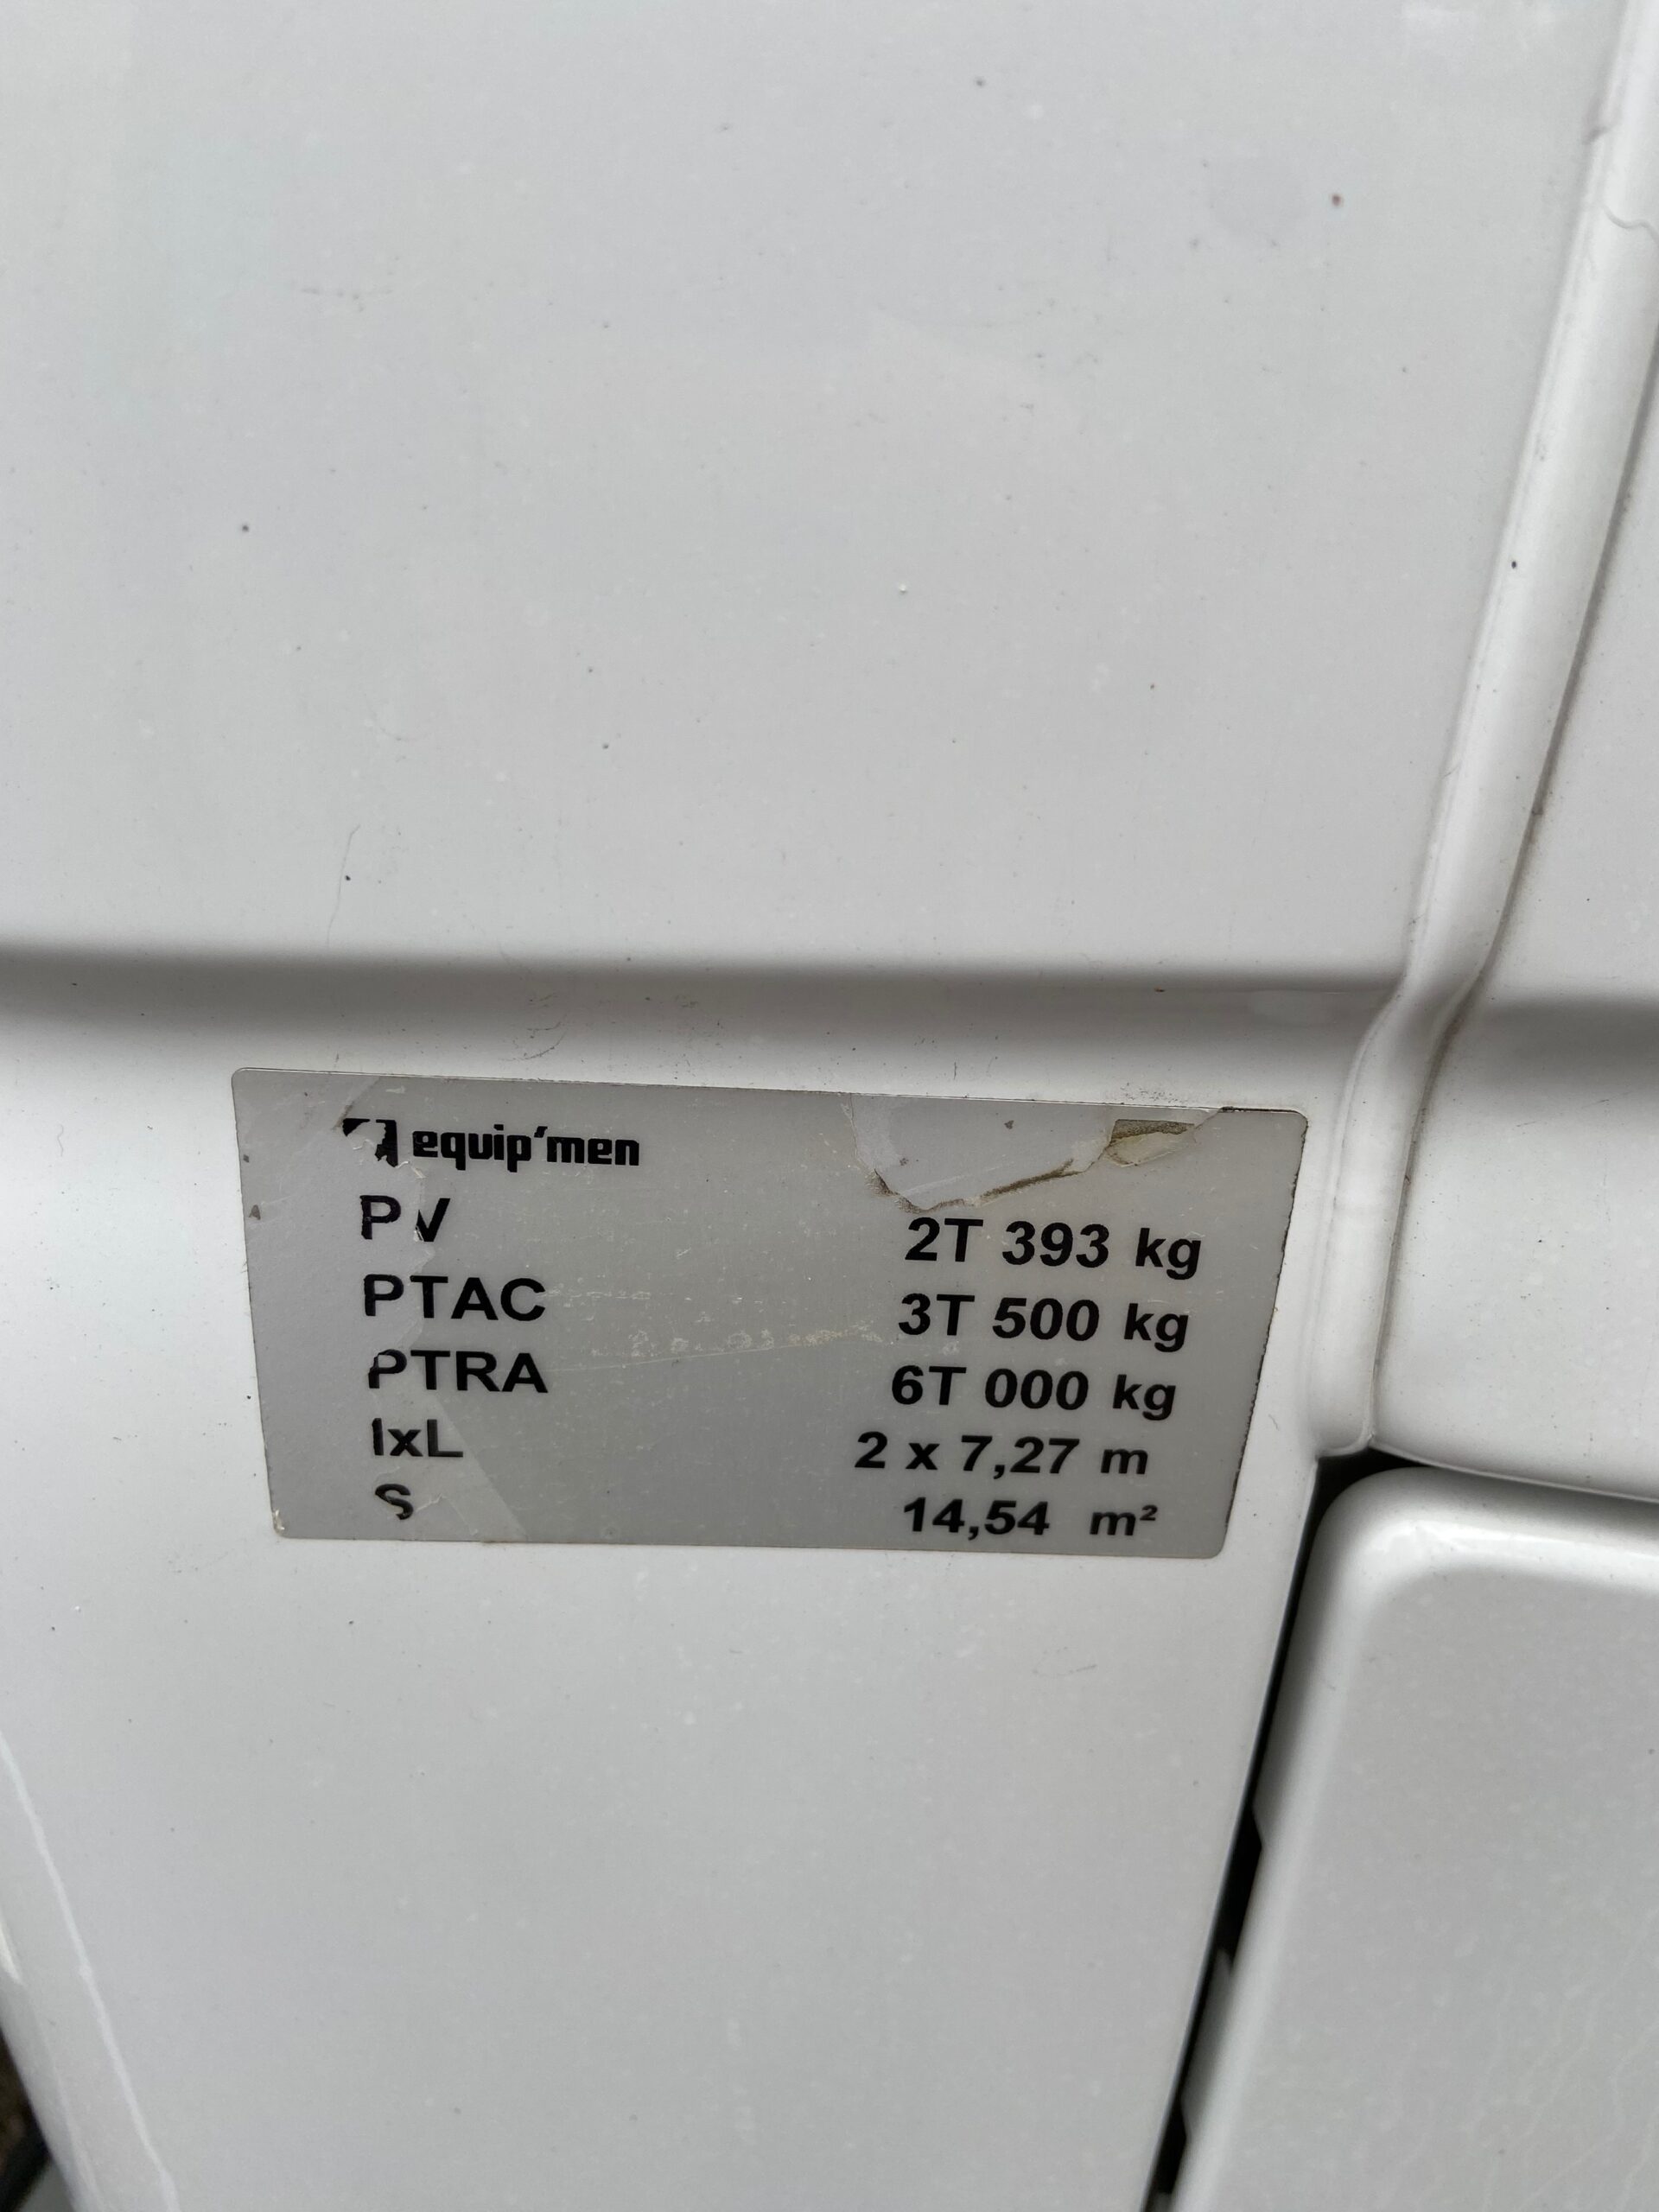 equip'men
PV 2T 393 kg
PTAC 3T 500 kg
PTRA 6T 000 kg
lxL 2 x 7,27 m
S 14,54 m²